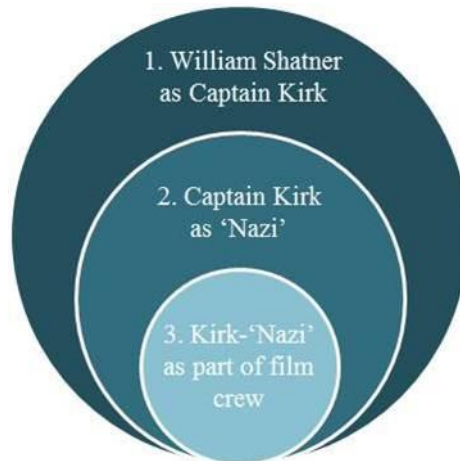 1. William Shatner
as Captain Kirk
2. Captain Kirk
as ‘Nazi’
3. Kirk-‘Nazi’
as part of film
crew